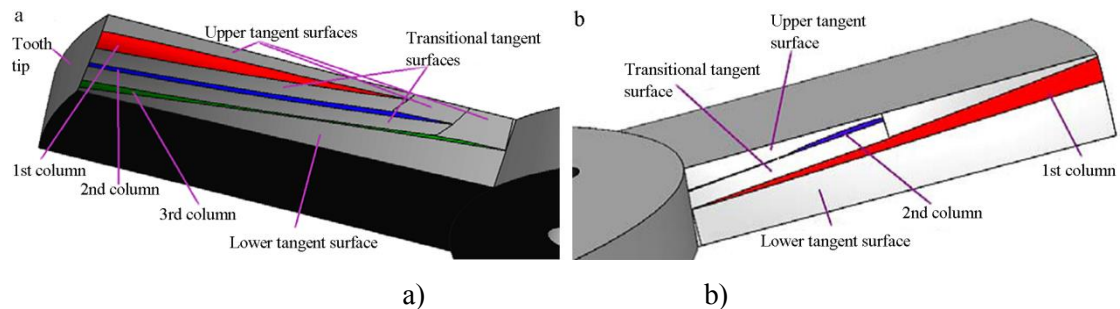 a
Tooth
tip
Upper tangent surfaces
Transitional tangent
surfaces
1st column
2nd column
3rd column
Lower tangent surface
b
Upper tangent
surface
Transitional tangent
surface
1st column
2nd column
Lower tangent surface
a) b)